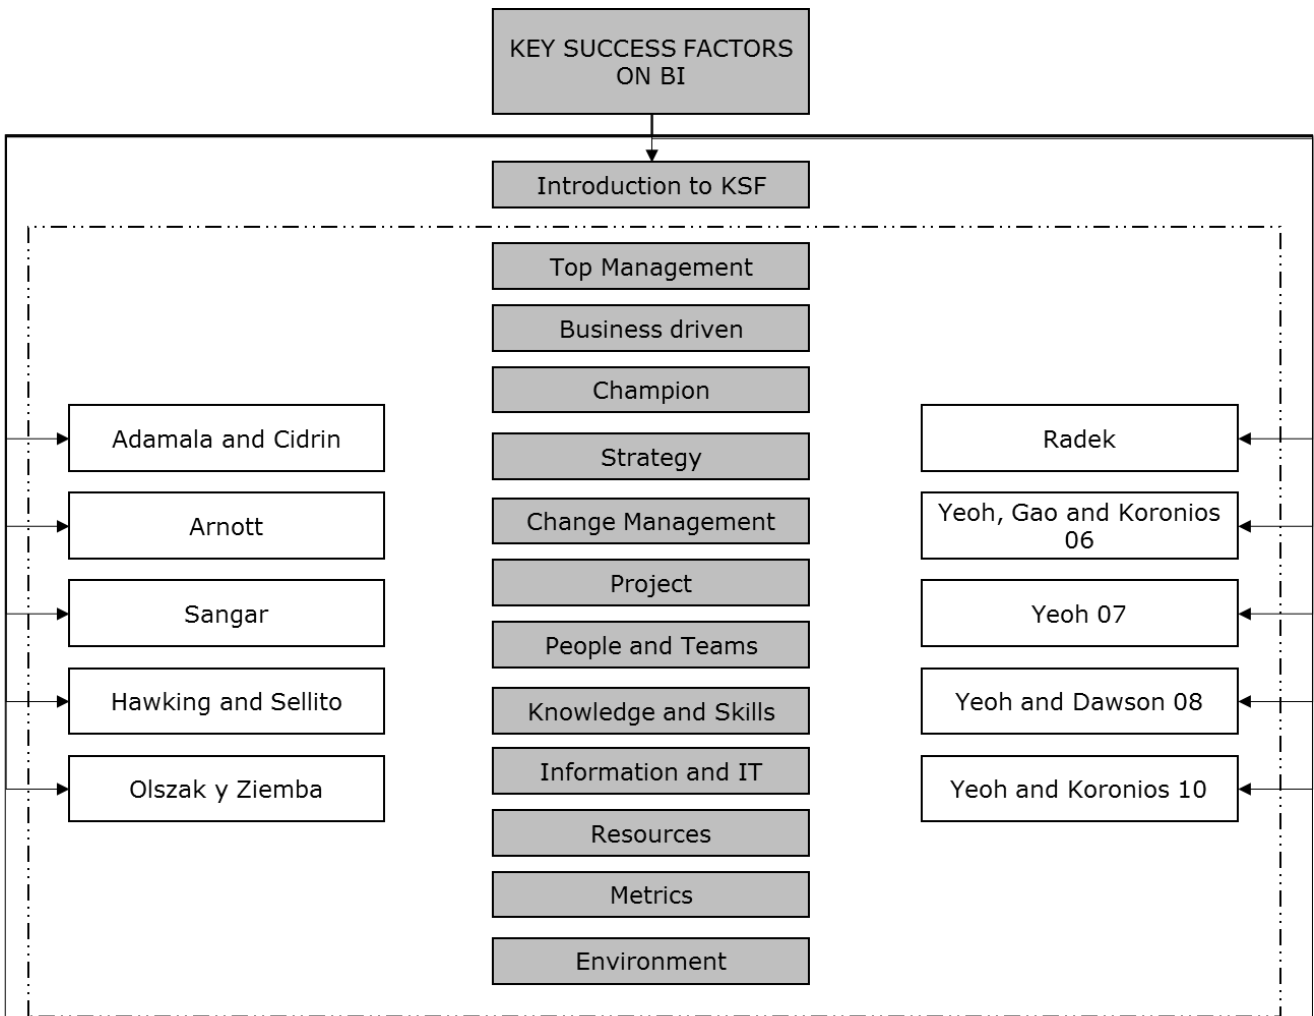 KEY SUCCESS FACTORS
ON BI
Introduction to KSF
Top Management
Business driven
Champion
Strategy
Change Management
Project
People and Teams
Knowledge and Skills
Information and IT
Resources
Metrics
Environment
Adamala and Cidrin
Arnott
Sangar
Hawking and Sellito
Olszak y Ziemba
Radek
Yeoh, Gao and Koronios
06
Yeoh 07
Yeoh and Dawson 08
Yeoh and Koronios 10